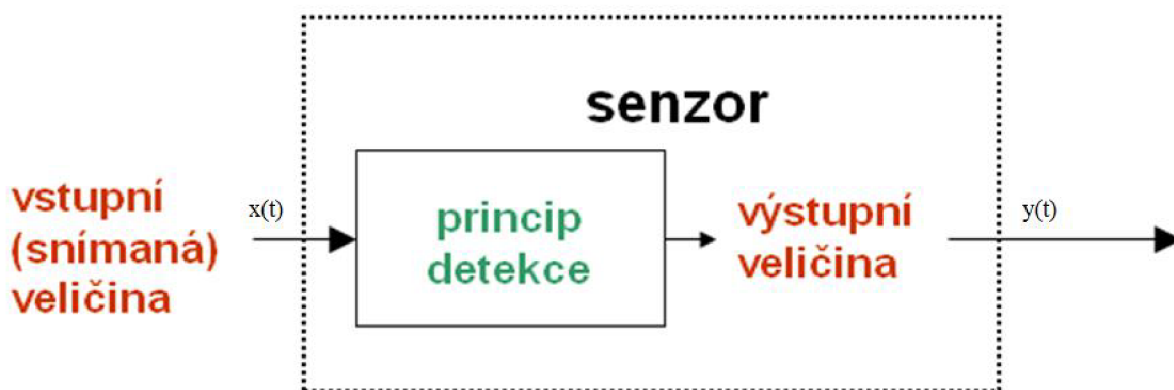 senzor
vstupní
(snímaná)
veličina
x(t)
princip
detekce
výstupní
veličina
y(t)